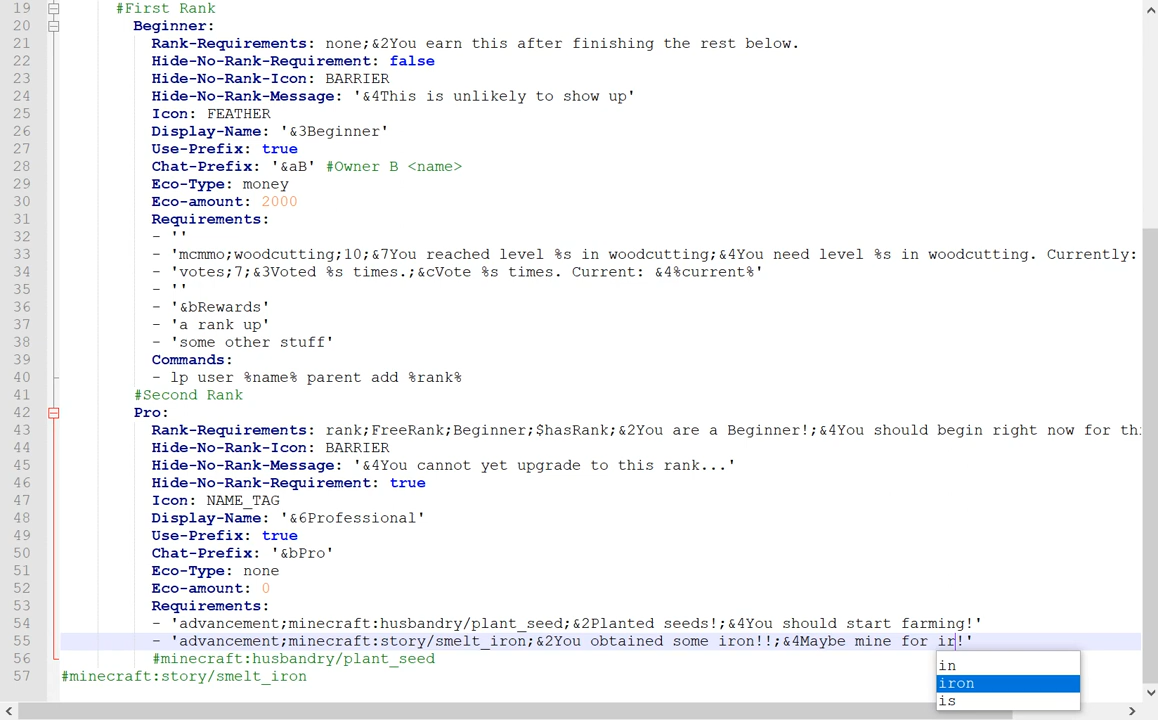 19 #First Rank
20 Beginner:
21 Rank-Requirements: none;&2You earn this after finishing the rest below.
22 Hide-No-Rank-Requirement: false
23 Hide-No-Rank-Icon: BARRIER
24 Hide-No-Rank-Message: '&4This is unlikely to show up'
25 Icon: FEATHER
26 Display-Name: '&3Beginner'
27 Use-Prefix: true
28 Chat-Prefix: '&aB' #Owner B <name>
29 Eco-Type: money
30 Eco-amount: 2000
31 Requirements:
32 - ''
33 - 'mcmmo;woodcutting;10;&7You reached level %s in woodcutting;&4You need level %s in woodcutting. Currently:
34 - 'votes;7;&3Voted %s times.;&cVote %s times. Current: &4%current%'
35 - ''
36 - '&bRewards'
37 - 'a rank up'
38 - 'some other stuff'
39 Commands:
40 - lp user %name% parent add %rank%
41 #Second Rank
42 Pro:
43 Rank-Requirements: rank;FreeRank;Beginner;$hasRank;&2You are a Beginner!;&4You should begin right now for thi
44 Hide-No-Rank-Icon: BARRIER
45 Hide-No-Rank-Message: '&4You cannot yet upgrade to this rank...'
46 Hide-No-Rank-Requirement: true
47 Icon: NAME_TAG
48 Display-Name: '&6Professional'
49 Use-Prefix: true
50 Chat-Prefix: '&bPro'
51 Eco-Type: none
52 Eco-amount: 0
53 Requirements:
54 - 'advancement;minecraft:husbandry/plant_seed;&2Planted seeds!;&4You should start farming!'
55 - 'advancement;minecraft:story/smelt_iron;&2You obtained some iron!!;&4Maybe mine for ir!'
56 #minecraft:husbandry/plant_seed
57 #minecraft:story/smelt_iron
in
iron
is